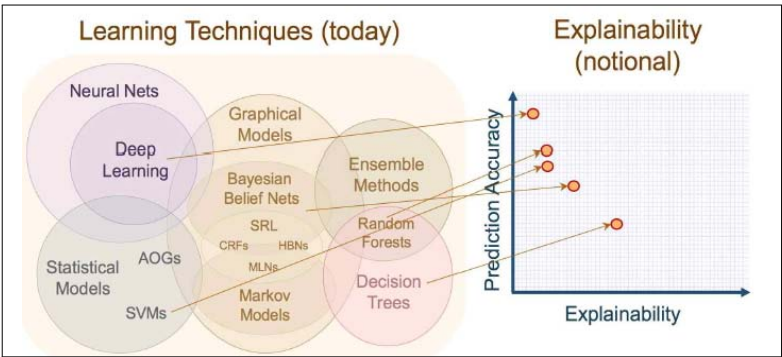 Learning Techniques (today)
Explainability
(notional)
Neural Nets
Graphical
Models
Deep
Learning
Ensemble
Methods
Bayesian
Belief Nets
SRL
Random
Forests
CRFs
HBNs
AOGs
Statistical
Models
MLNs
Decision
Trees
SVMs
Markov
Models
Prediction Accuracy
Explainability